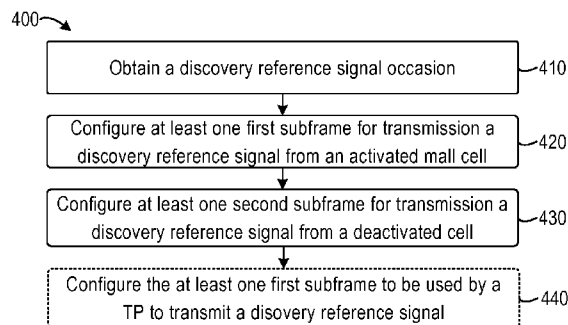 400
Obtain a discovery reference signal occasion
410
Configure at least one first subframe for transmission a
discovery reference signal from an activated mall cell
420
Configure at least one second subframe for transmission a
discovery reference signal from a deactivated cell
430
Configure the at least one first subframe to be used by a
TP to transmit a disovery reference signal
440